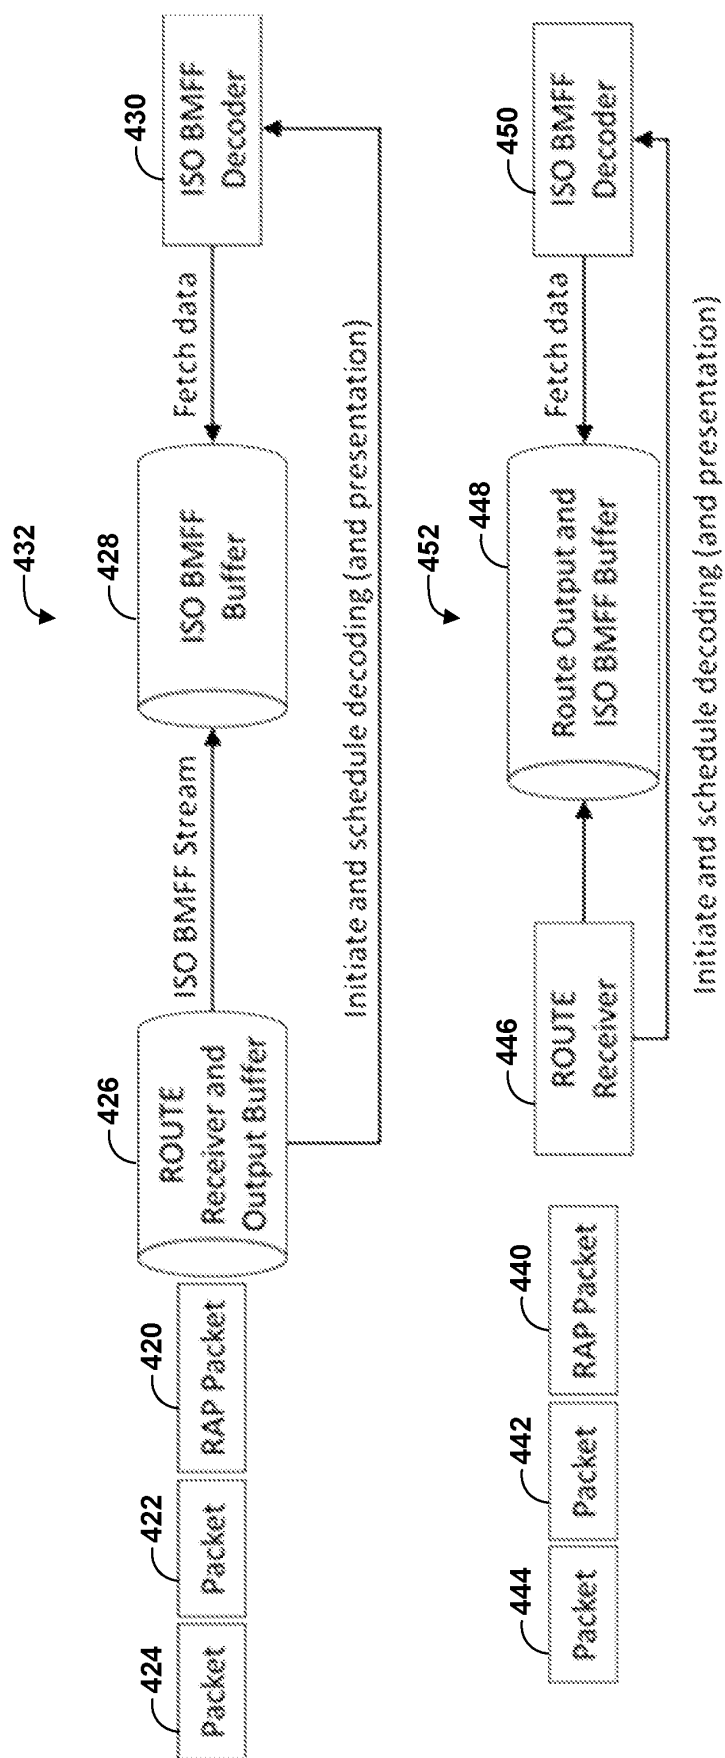 432
424
Packet
422
Packet
420
RAP Packet
426
ROUTE
Receiver and
Output Buffer
ISO BMFF Stream
428
ISO BMFF
Buffer
Fetch data
430
ISO BMFF
Decoder
Initiate and schedule decoding (and presentation)
452
444
Packet
442
Packet
440
RAP Packet
446
ROUTE
Receiver
448
Route Output and
ISO BMFF Buffer
Fetch data
450
ISO BMFF
Decoder
Initiate and schedule decoding (and presentation)